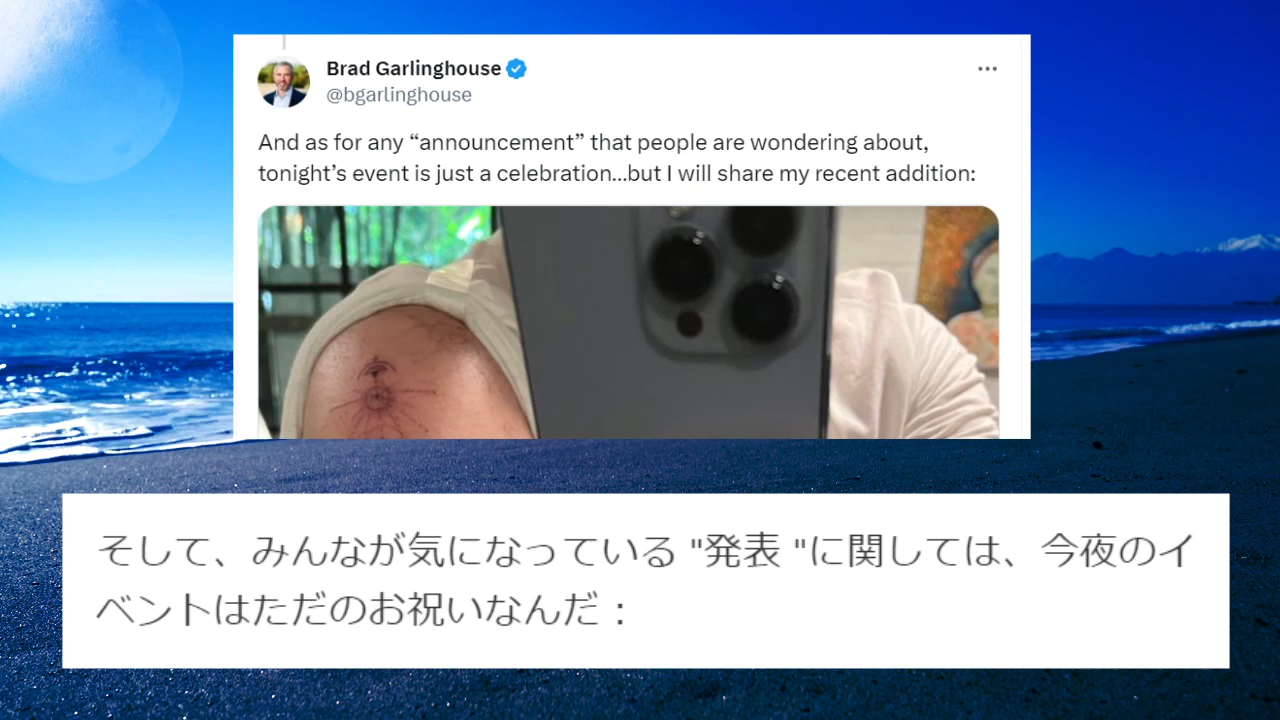 Brad Garlinghouse
@bgarlinghouse
And as for any “announcement” that people are wondering about,
tonight’s event is just a celebration...but I will share my recent addition:
そして、みんなが気になっている "発表 "に関しては、今夜のイ
ベントはただのお祝いなんだ：